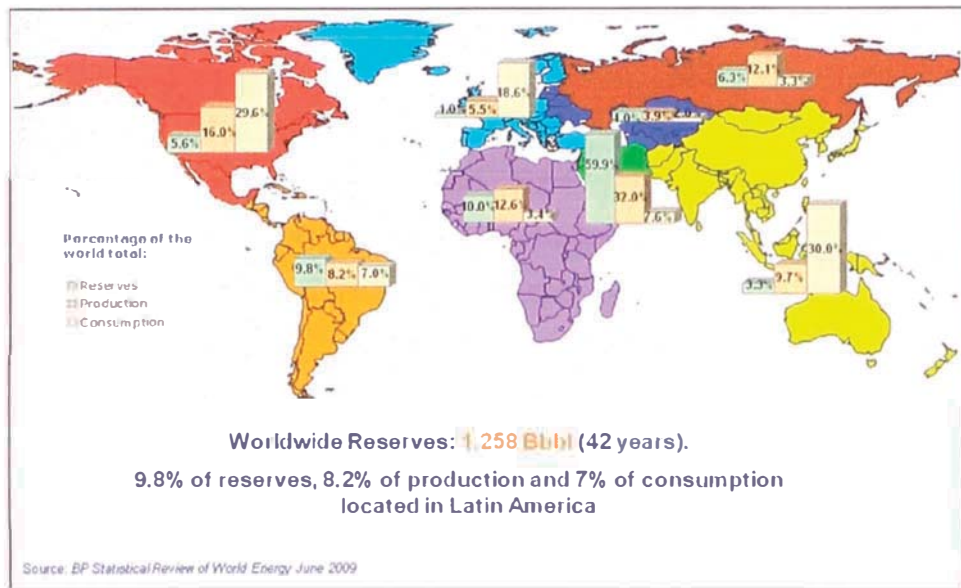 6.3% 12.1% 3.3%
18.6%
1.0% 5.5%
29.6%
16.0%
5.6%
4.0% 3.9% 2.0%
59.9%
32.0%
7.6%
10.0% 12.6% 3.4%
30.0%
9.7%
3.3%
9.8% 8.2% 7.0%
Percentage of the
world total:
Reserves
Production
Consumption
Worldwide Reserves: 1,258 Bbbl (42 years).
9.8% of reserves, 8.2% of production and 7% of consumption
located in Latin America
Source: BP Statistical Review of World Energy June 2009